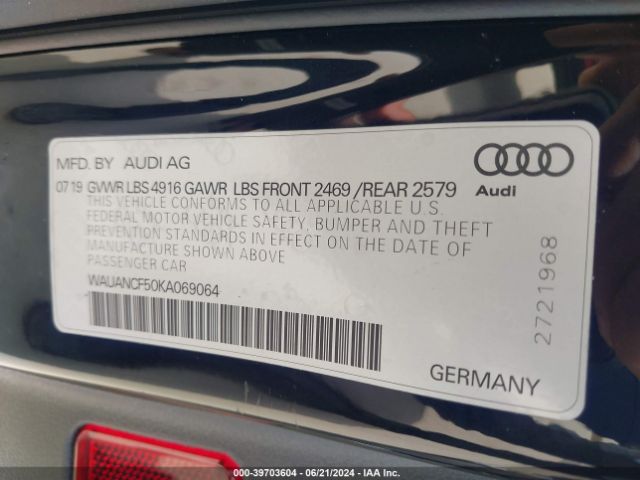 MFD. BY AUDI AG
Audi
07 19 GVWR LBS 4916 GAWR LBS FRONT 2469 /REAR 2579
THIS VEHICLE CONFORMS TO ALL APPLICABLE U.S.
FEDERAL MOTOR VEHICLE SAFETY, BUMPER AND THEFT
PREVENTION STANDARDS IN EFFECT ON THE DATE OF
MANUFACTURE SHOWN ABOVE
PASSENGER CAR
WAUANCF50KA069064
2721968
GERMANY
000-39703604 / 06/21/2024 - IAA Inc.